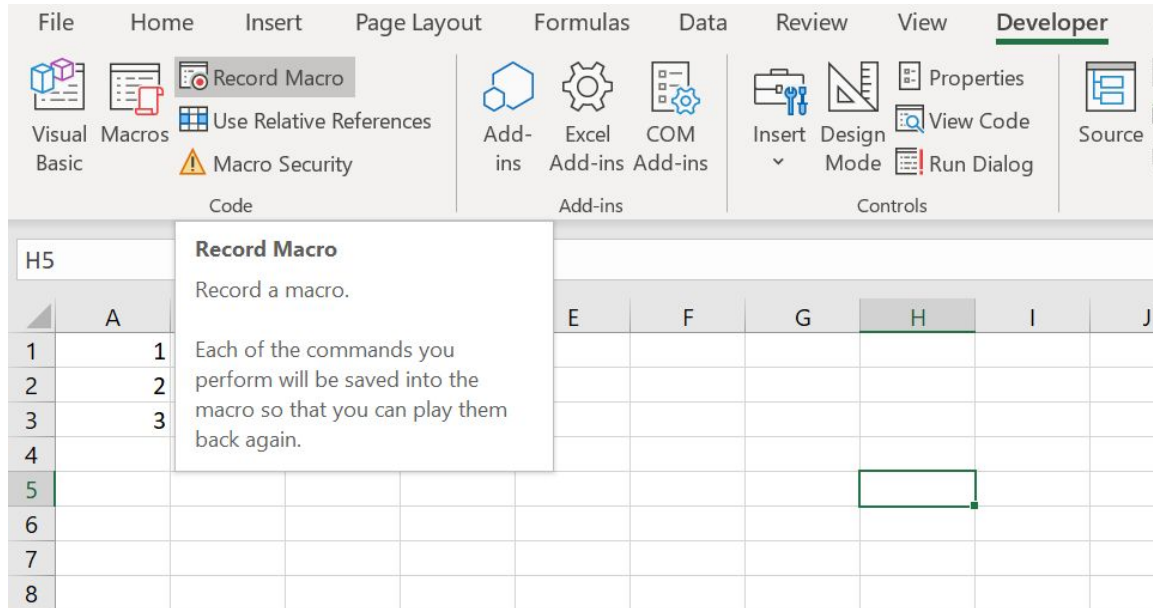 File Home Insert Page Layout Formulas Data Review View Developer
Record Macro
Properties
Use Relative References
View Code
Visual Basic
Macros
Add-ins
Excel Add-ins
COM Add-ins
Insert
Design Mode
Source
Macro Security
Run Dialog
Code Add-ins Controls
H5
Record Macro
Record a macro.
Each of the commands you
perform will be saved into the
macro so that you can play them
back again.
A E F G H I J
1 1
2 2
3 3
4
5
6
7
8